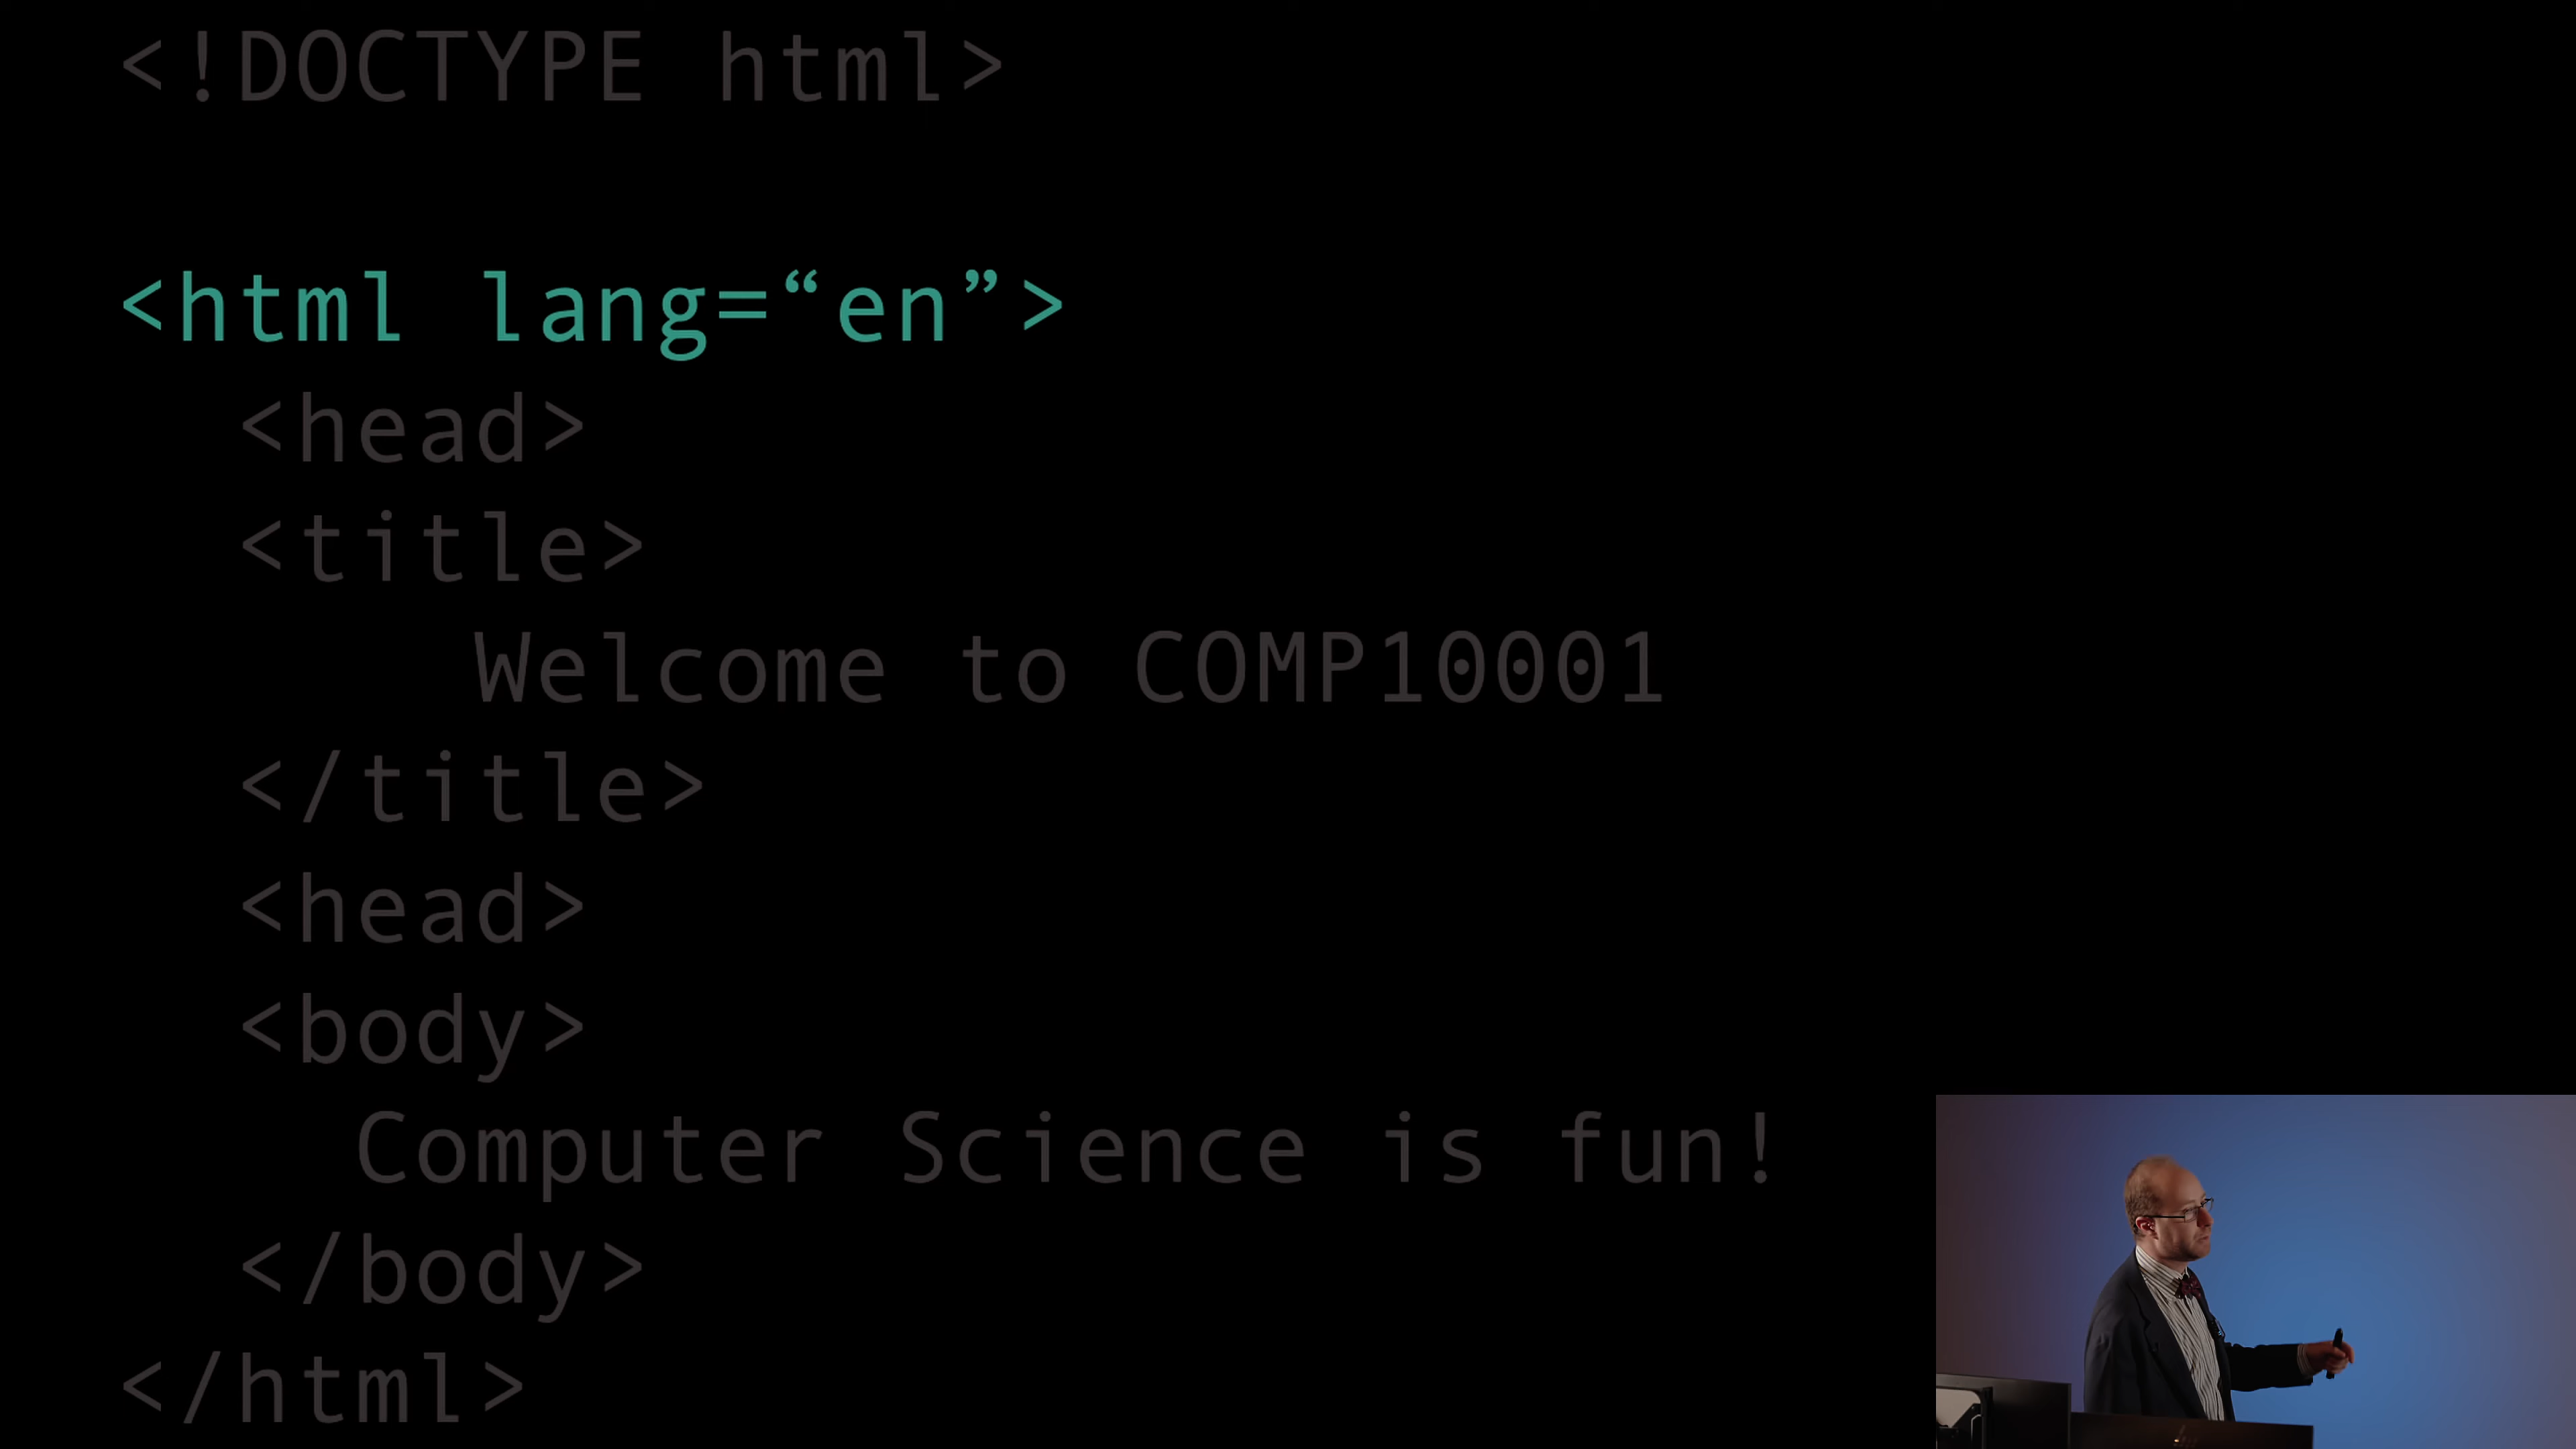 <!DOCTYPE html>
<html lang=“en”>
<head>
<title>
Welcome to COMP10001
</title>
<head>
<body>
Computer Science is fun!
</body>
</html>